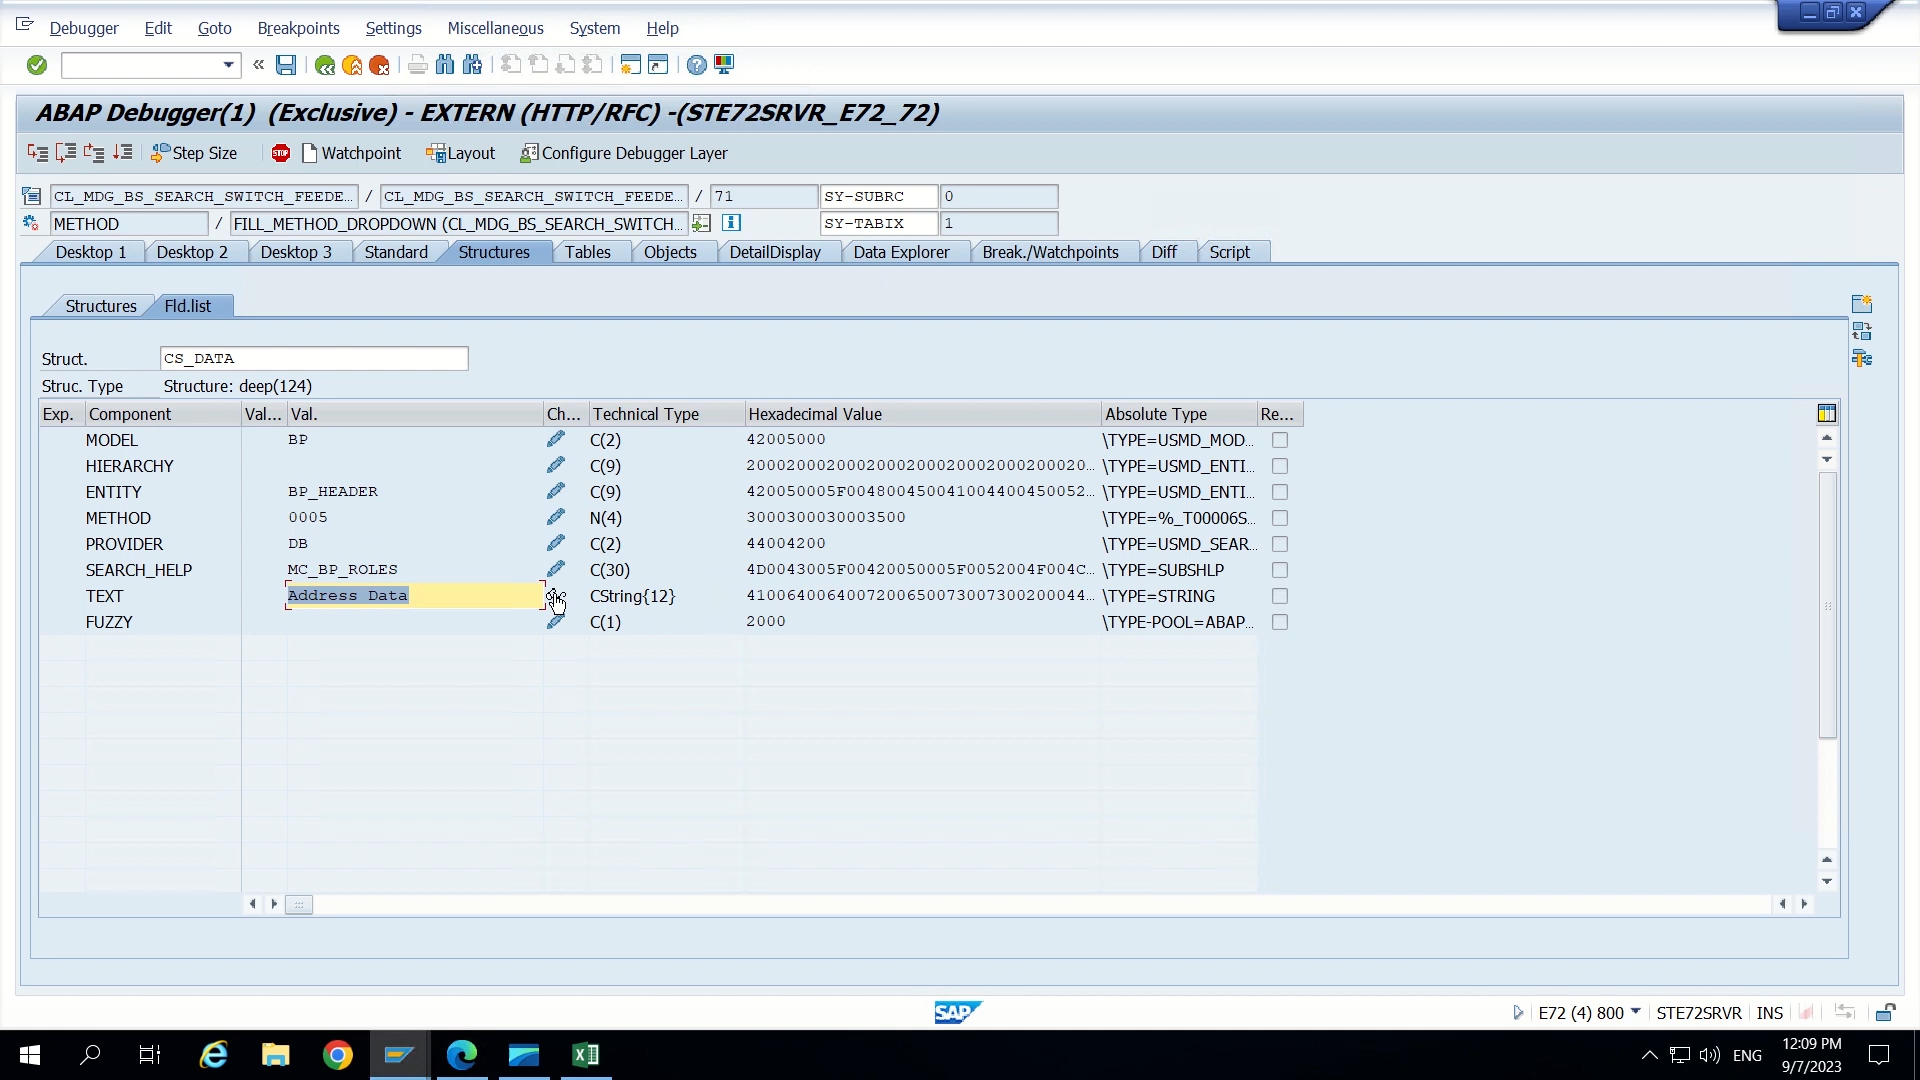 Debugger Edit Goto Breakpoints Settings Miscellaneous System Help
ABAP Debugger(1) (Exclusive) - EXTERN (HTTP/RFC) -(STE72SRVR_E72_72)
Step Size STOP Watchpoint Layout Configure Debugger Layer
CL_MDG_BS_SEARCH_SWITCH_FEEDE... / CL_MDG_BS_SEARCH_SWITCH_FEEDE... / 71 SY-SUBRC 0
METHOD / FILL_METHOD_DROPDOWN (CL_MDG_BS_SEARCH_SWITCH... SY-TABIX 1
Desktop 1 Desktop 2 Desktop 3 Standard Structures Tables Objects DetailDisplay Data Explorer Break./Watchpoints Diff Script
Structures Fld.list
Struct. CS_DATA
Struc. Type Structure: deep(124)
Exp. Component Val... Val. Ch... Technical Type Hexadecimal Value Absolute Type Re...
MODEL BP C(2) 42005000 \TYPE=USMD_MOD...
HIERARCHY C(9) 2000200020002000200020002000200020... \TYPE=USMD_ENTI...
ENTITY BP_HEADER C(9) 420050005F004800450041004400450052... \TYPE=USMD_ENTI...
METHOD 0005 N(4) 3000300030003500 \TYPE=%_T00006S...
PROVIDER DB C(2) 44004200 \TYPE=USMD_SEAR...
SEARCH_HELP MC_BP_ROLES C(30) 4D0043005F00420050005F0052004F004C... \TYPE=SUBSHLP
TEXT Address Data CString{12} 4100640064007200650073007300200044... \TYPE=STRING
FUZZY C(1) 2000 \TYPE-POOL=ABAP...
SAP E72 (4) 800 STE72SRVR INS
ENG 12:09 PM
9/7/2023